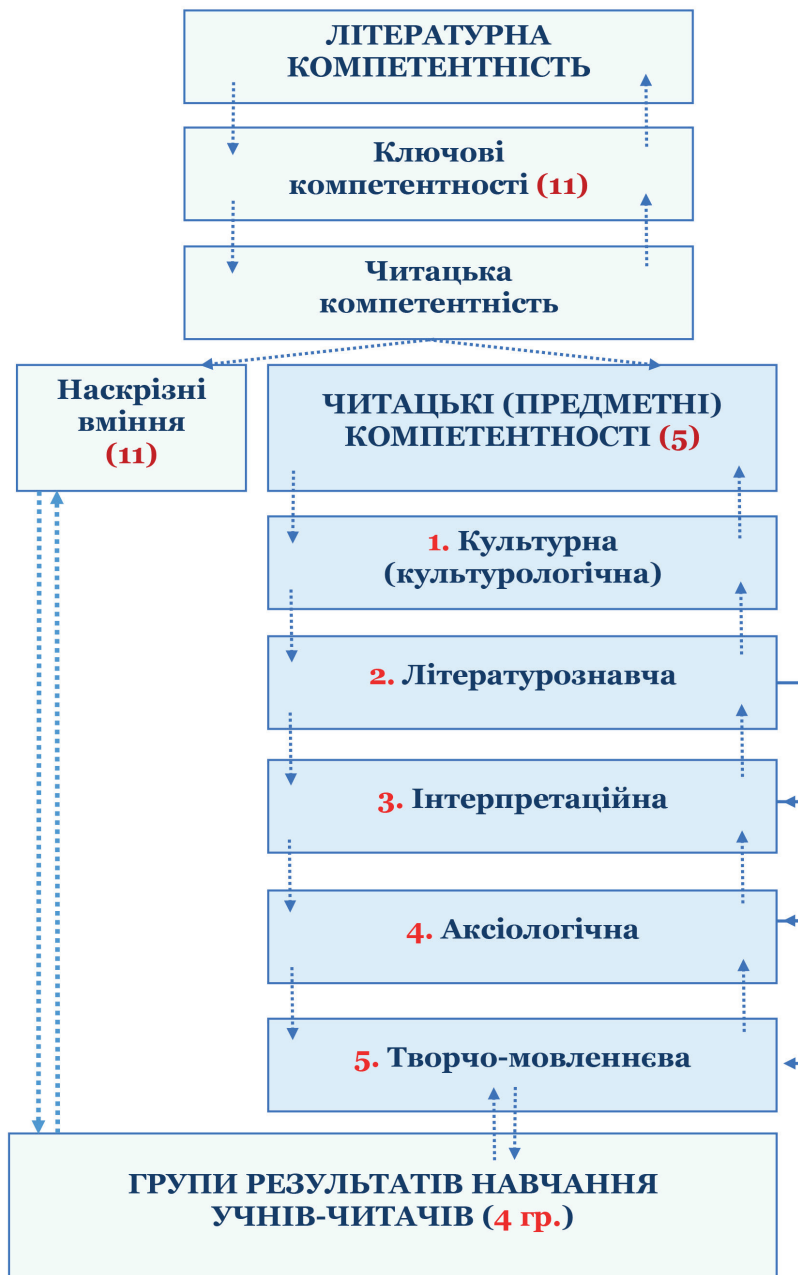 ЛІТЕРАТУРНА
КОМПЕТЕНТНІСТЬ
Ключові
компетентності (11)
Читацька
компетентність
Наскрізні
вміння
(11)
ЧИТАЦЬКІ (ПРЕДМЕТНІ)
КОМПЕТЕНТНОСТІ (5)
1. Культурна
(культурологічна)
2. Літературознавча
3. Інтерпретаційна
4. Аксіологічна
5. Творчо-мовленнєва
ГРУПИ РЕЗУЛЬТАТІВ НАВЧАННЯ
УЧНІВ-ЧИТАЧІВ (4 гр.)